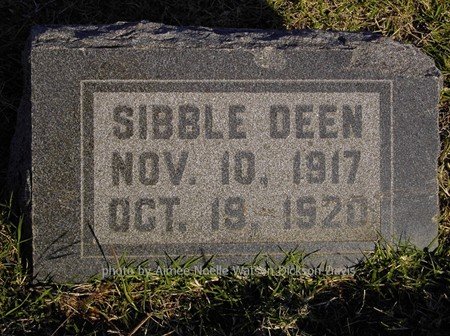 SIBBLE DEEN
NOV. 10, 1917
OCT. 19, 1920
photo by Aimee Noelle Watson Dickson Davis